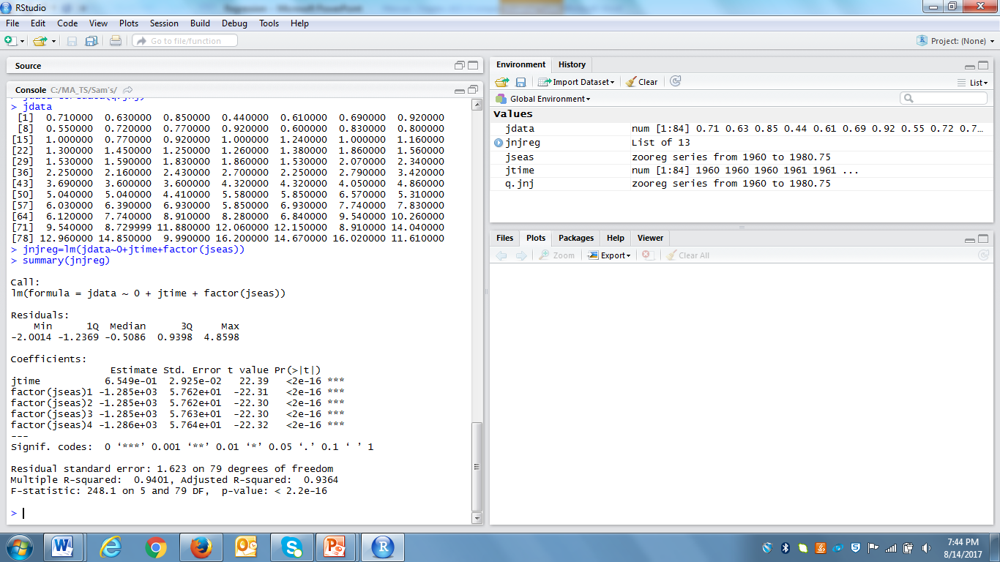 RStudio
File Edit Code View Plots Session Build Debug Tools Help
Go to file/function
Project: (None)
Source
Console C:/MA_TS/Sam's/
> jdata
[1] 0.710000 0.630000 0.850000 0.440000 0.610000 0.690000 0.920000
[8] 0.550000 0.720000 0.770000 0.920000 0.600000 0.830000 0.800000
[15] 1.000000 0.770000 0.920000 1.000000 1.240000 1.000000 1.160000
[22] 1.300000 1.450000 1.250000 1.260000 1.380000 1.860000 1.560000
[29] 1.530000 1.590000 1.830000 1.860000 1.530000 2.070000 2.340000
[36] 2.250000 2.160000 2.430000 2.700000 2.250000 2.790000 3.420000
[43] 3.690000 3.600000 3.600000 4.320000 4.320000 4.050000 4.860000
[50] 5.040000 5.040000 4.410000 5.580000 5.850000 6.570000 5.310000
[57] 6.030000 6.390000 6.930000 5.850000 6.930000 7.740000 7.830000
[64] 6.120000 7.740000 8.910000 8.280000 6.840000 9.540000 10.260000
[71] 9.540000 8.729999 11.880000 12.060000 12.150000 8.910000 14.040000
[78] 12.960000 14.850000 9.990000 16.200000 14.670000 16.020000 11.610000
> jnjreg=lm(jdata~0+jtime+factor(jseas))
> summary(jnjreg)
Call:
lm(formula = jdata ~ 0 + jtime + factor(jseas))
Residuals:
Min 1Q Median 3Q Max
-2.0014 -1.2369 -0.5086 0.9398 4.8598
Coefficients:
Estimate Std. Error t value Pr(>|t|)
jtime 6.549e-01 2.925e-02 22.39 <2e-16 ***
factor(jseas)1 -1.285e+03 5.762e+01 -22.31 <2e-16 ***
factor(jseas)2 -1.285e+03 5.762e+01 -22.30 <2e-16 ***
factor(jseas)3 -1.285e+03 5.763e+01 -22.30 <2e-16 ***
factor(jseas)4 -1.286e+03 5.764e+01 -22.32 <2e-16 ***
---
Signif. codes: 0 ‘***’ 0.001 ‘**’ 0.01 ‘*’ 0.05 ‘.’ 0.1 ‘ ’ 1
Residual standard error: 1.623 on 79 degrees of freedom
Multiple R-squared: 0.9401, Adjusted R-squared: 0.9364
F-statistic: 248.1 on 5 and 79 DF, p-value: < 2.2e-16
>
Environment History
Import Dataset Clear List
Global Environment
Values
jdata num [1:84] 0.71 0.63 0.85 0.44 0.61 0.69 0.92 0.55 0.72 0.7…
jnjreg List of 13
jseas zooreg series from 1960 to 1980.75
jtime num [1:84] 1960 1960 1960 1961 1961 ...
q.jnj zooreg series from 1960 to 1980.75
Files Plots Packages Help Viewer
Zoom Export Clear All
7:44 PM
8/14/2017